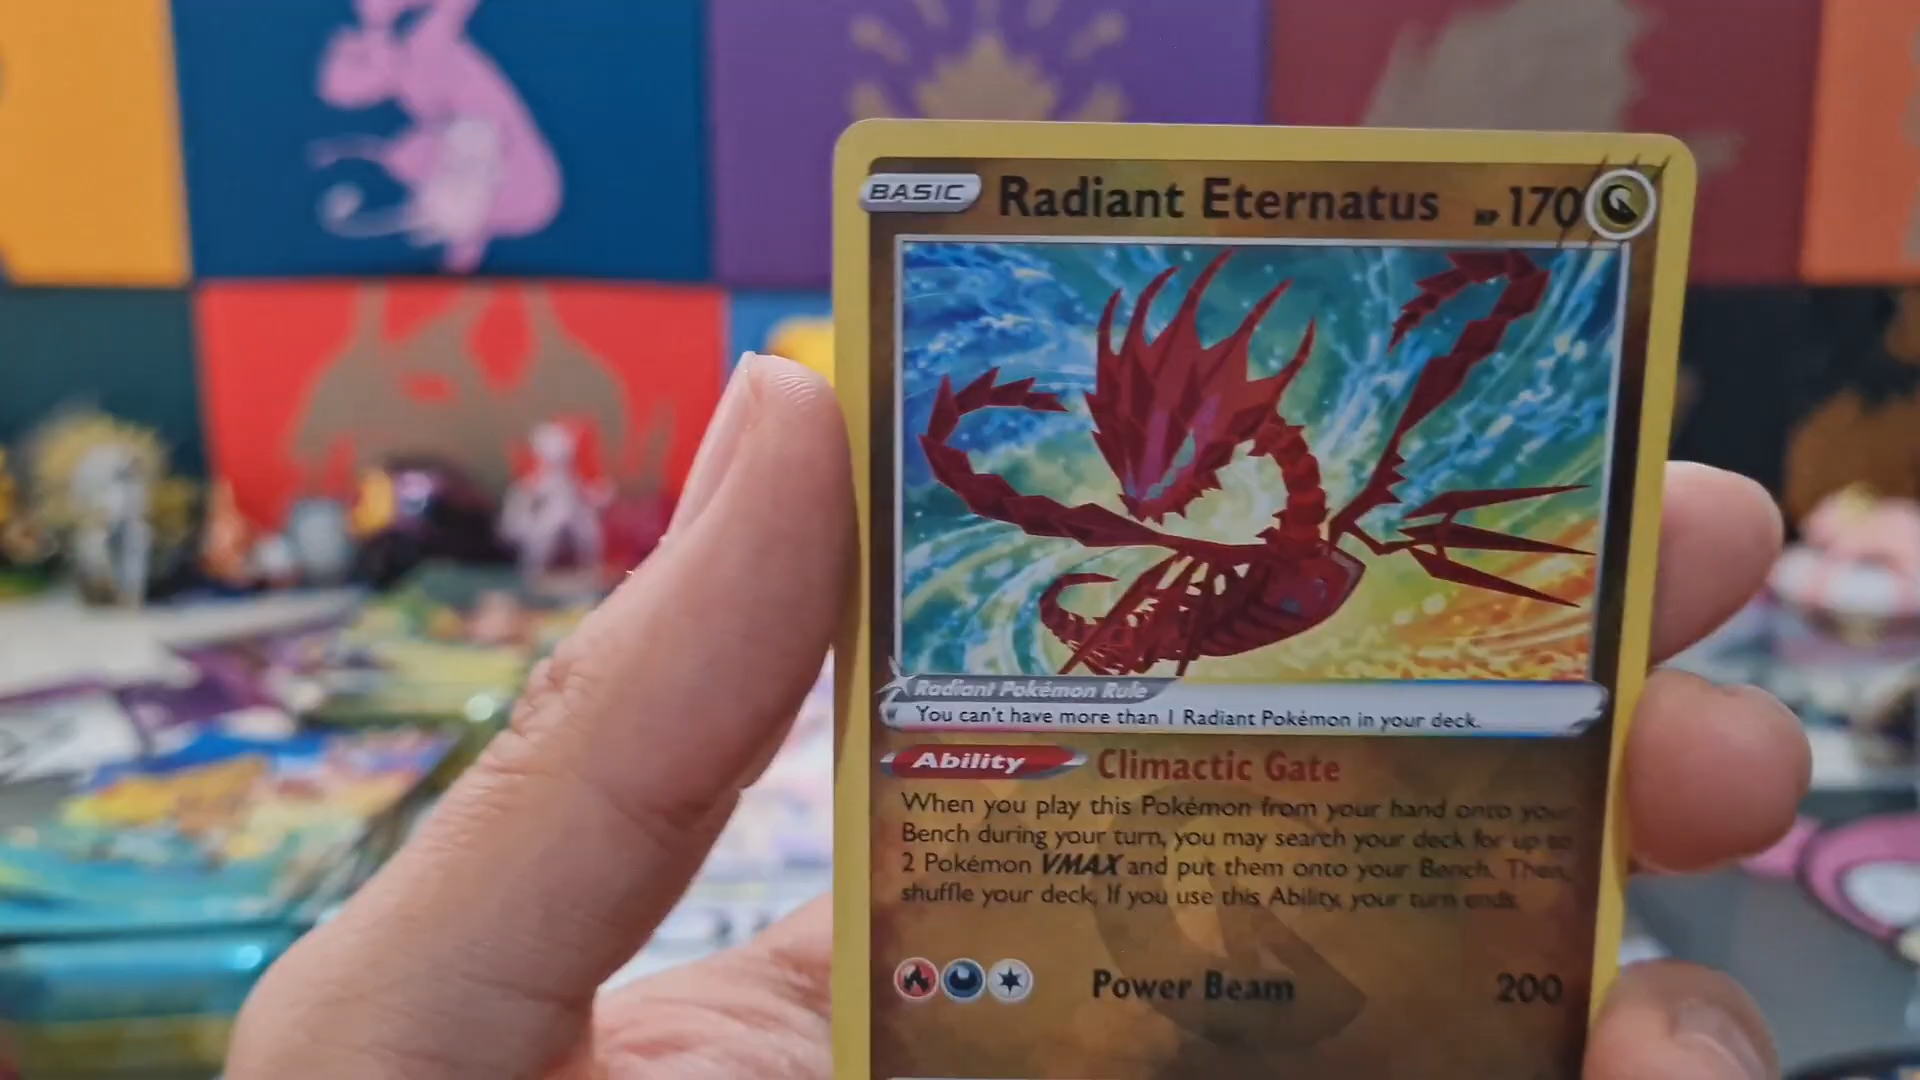 BASIC Radiant Eternatus HP 170
Radiant Pokémon Rule
You can't have more than 1 Radiant Pokémon in your deck.
Ability Climactic Gate
When you play this Pokémon from your hand onto your
Bench during your turn, you may search your deck for up to
2 Pokémon VMAX and put them onto your Bench. Then,
shuffle your deck. If you use this Ability, your turn ends.
Power Beam 200